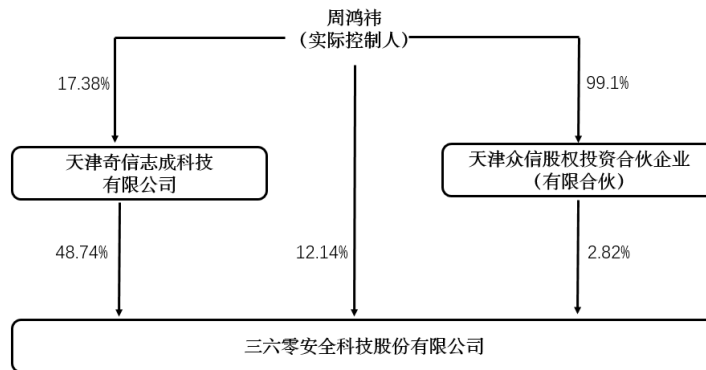 周鸿祎
（实际控制人）
17.38%
99.1%
天津奇信志成科技
有限公司
天津众信股权投资合伙企业
（有限合伙）
48.74%
12.14%
2.82%
三六零安全科技股份有限公司